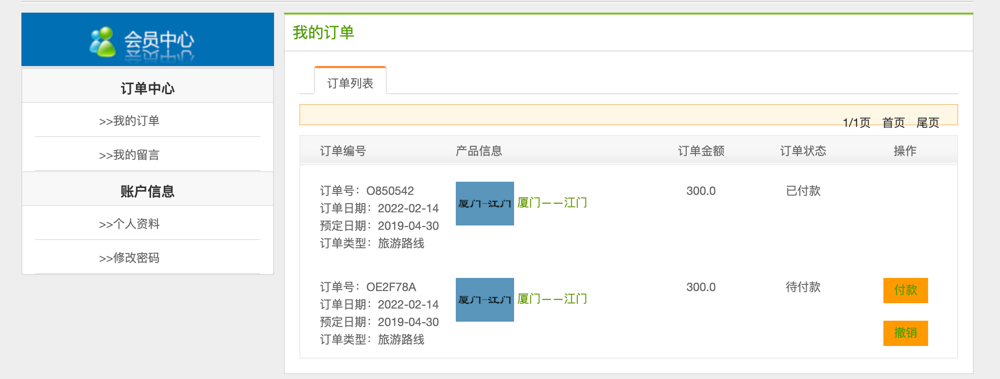 会员中心
订单中心
>>我的订单
>>我的留言
账户信息
>>个人资料
>>修改密码
我的订单
订单列表
1/1页 首页 尾页
订单编号 产品信息 订单金额 订单状态 操作
订单号：O850542
订单日期：2022-02-14
预定日期：2019-04-30
订单类型：旅游路线
厦门-江门
厦门——江门
300.0
已付款
订单号：OE2F78A
订单日期：2022-02-14
预定日期：2019-04-30
订单类型：旅游路线
厦门-江门
厦门——江门
300.0
待付款
付款
撤销